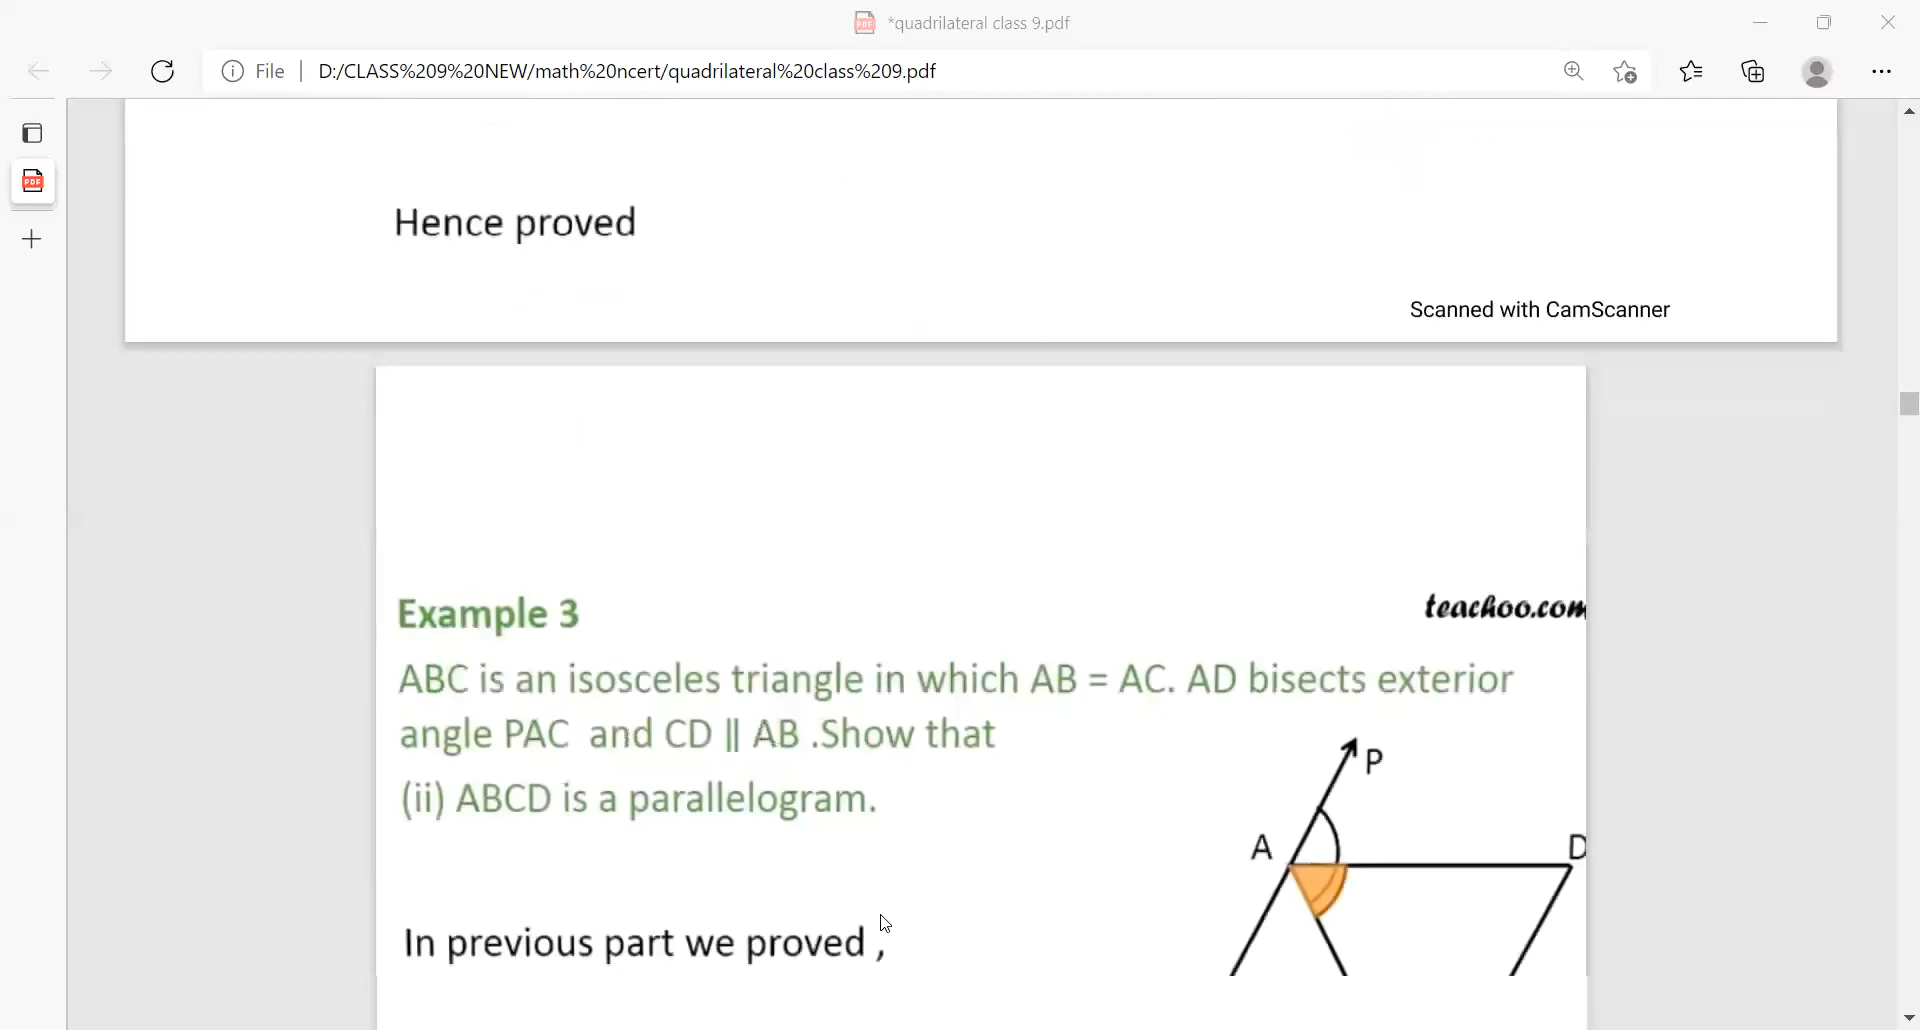 *quadrilateral class 9.pdf
File | D:/CLASS%209%20NEW/math%20ncert/quadrilateral%20class%209.pdf
Hence proved
Scanned with CamScanner
teachoo.com
Example 3
ABC is an isosceles triangle in which AB = AC. AD bisects exterior
angle PAC and CD || AB .Show that
(ii) ABCD is a parallelogram.
P
A
D
In previous part we proved ,